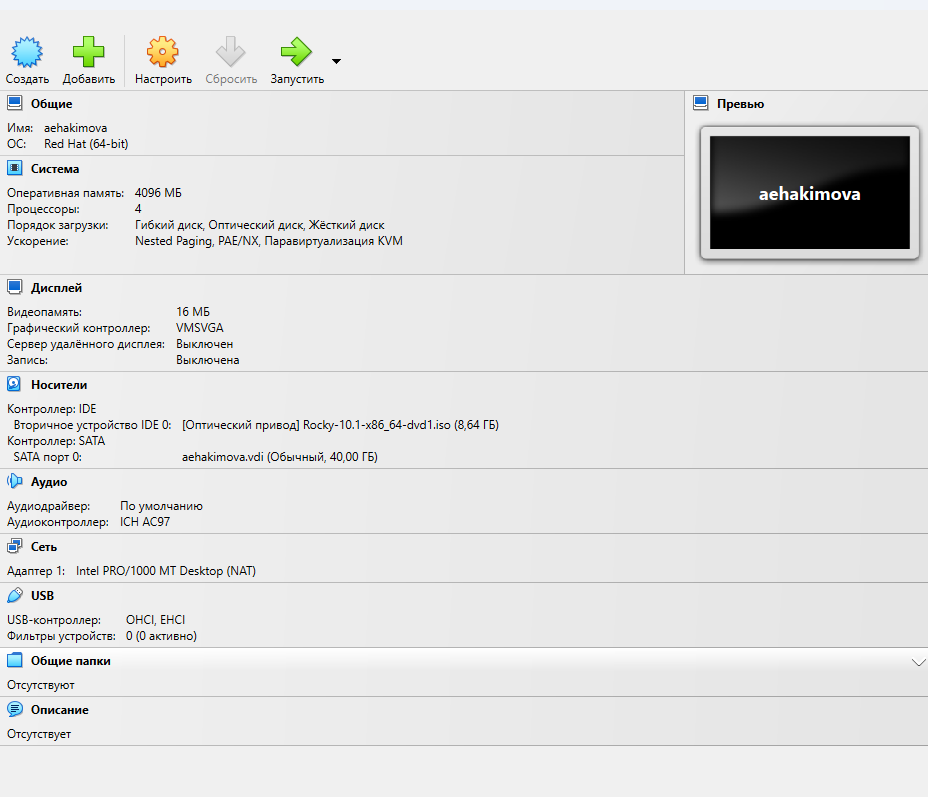 Создать Добавить Настроить Сбросить Запустить
Общие
Имя: aehakimova
ОС: Red Hat (64-bit)
Превью
aehakimova
Система
Оперативная память: 4096 МБ
Процессоры: 4
Порядок загрузки: Гибкий диск, Оптический диск, Жёсткий диск
Ускорение: Nested Paging, PAE/NX, Паравиртуализация KVM
Дисплей
Видеопамять: 16 МБ
Графический контроллер: VMSVGA
Сервер удалённого дисплея: Выключен
Запись: Выключена
Носители
Контроллер: IDE
Вторичное устройство IDE 0: [Оптический привод] Rocky-10.1-x86_64-dvd1.iso (8,64 ГБ)
Контроллер: SATA
SATA порт 0: aehakimova.vdi (Обычный, 40,00 ГБ)
Аудио
Аудиодрайвер: По умолчанию
Аудиоконтроллер: ICH AC97
Сеть
Адаптер 1: Intel PRO/1000 MT Desktop (NAT)
USB
USB-контроллер: OHCI, EHCI
Фильтры устройств: 0 (0 активно)
Общие папки
Отсутствуют
Описание
Отсутствует